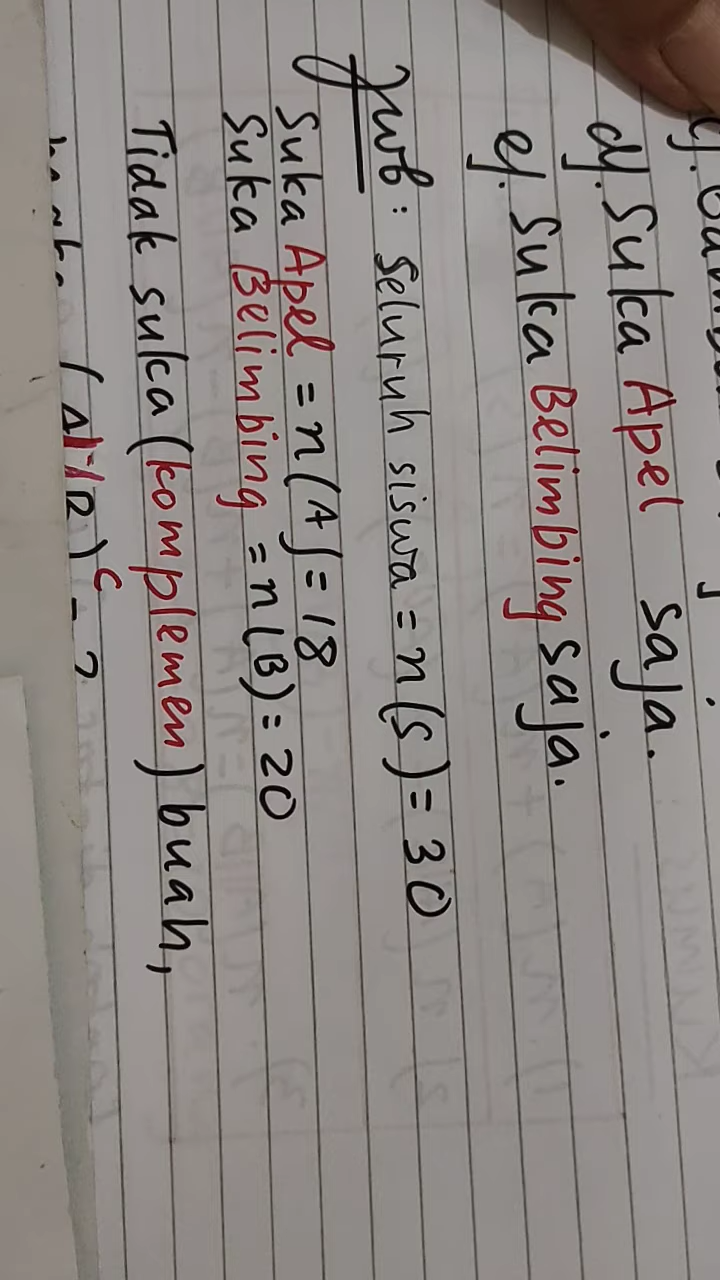 d). Suka Apel saja.
e). Suka Belimbing saja.
Jwb : Seluruh siswa = n(S) = 30
Suka Apel = n(A) = 18
Suka Belimbing = n(B) = 20
Tidak suka (komplemen) buah,